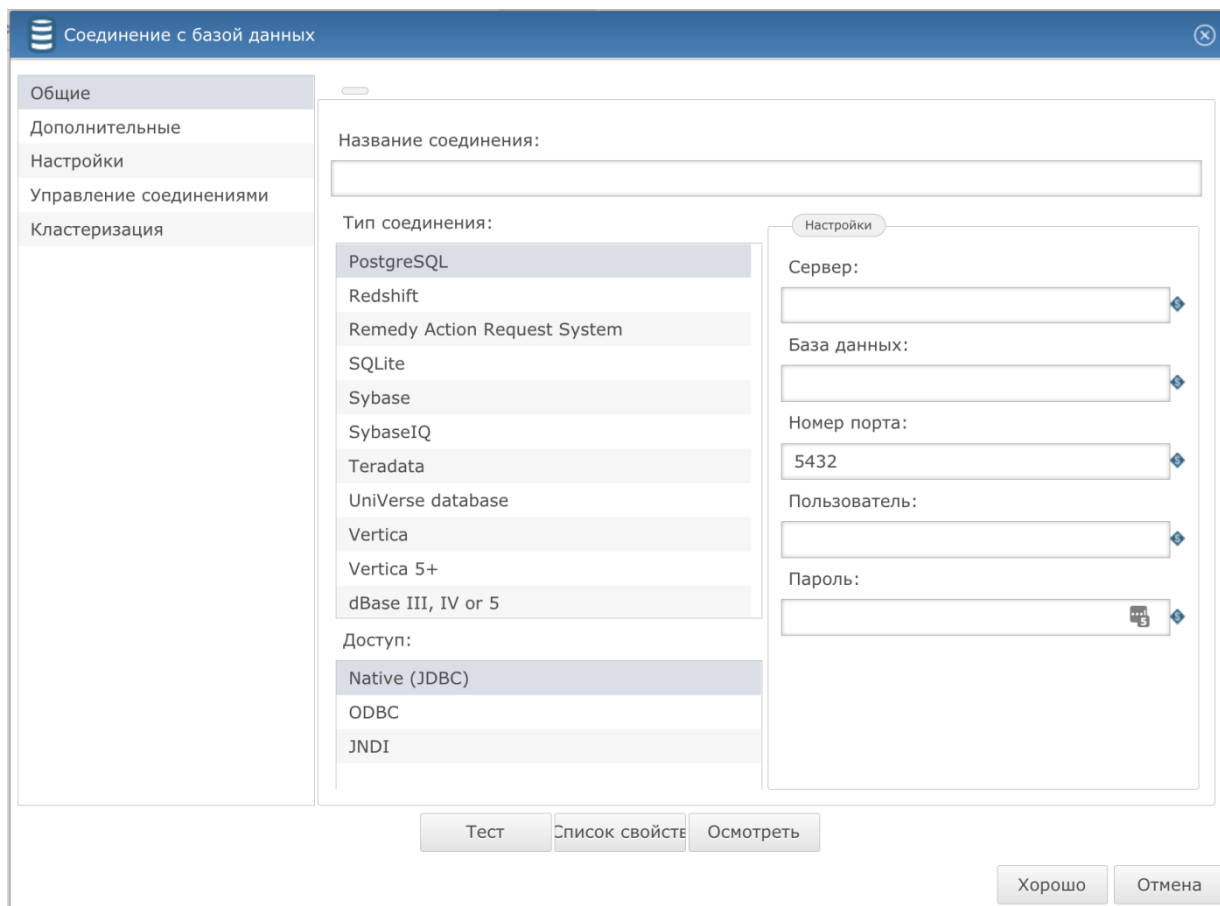 Соединение с базой данных
Общие
Дополнительные
Настройки
Управление соединениями
Кластеризация
Название соединения:
Тип соединения:
PostgreSQL
Redshift
Remedy Action Request System
SQLite
Sybase
SybaseIQ
Teradata
UniVerse database
Vertica
Vertica 5+
dBase III, IV or 5
Доступ:
Native (JDBC)
ODBC
JNDI
Настройки
Сервер:
База данных:
Номер порта:
5432
Пользователь:
Пароль:
Тест
Список свойств
Осмотреть
Хорошо
Отмена